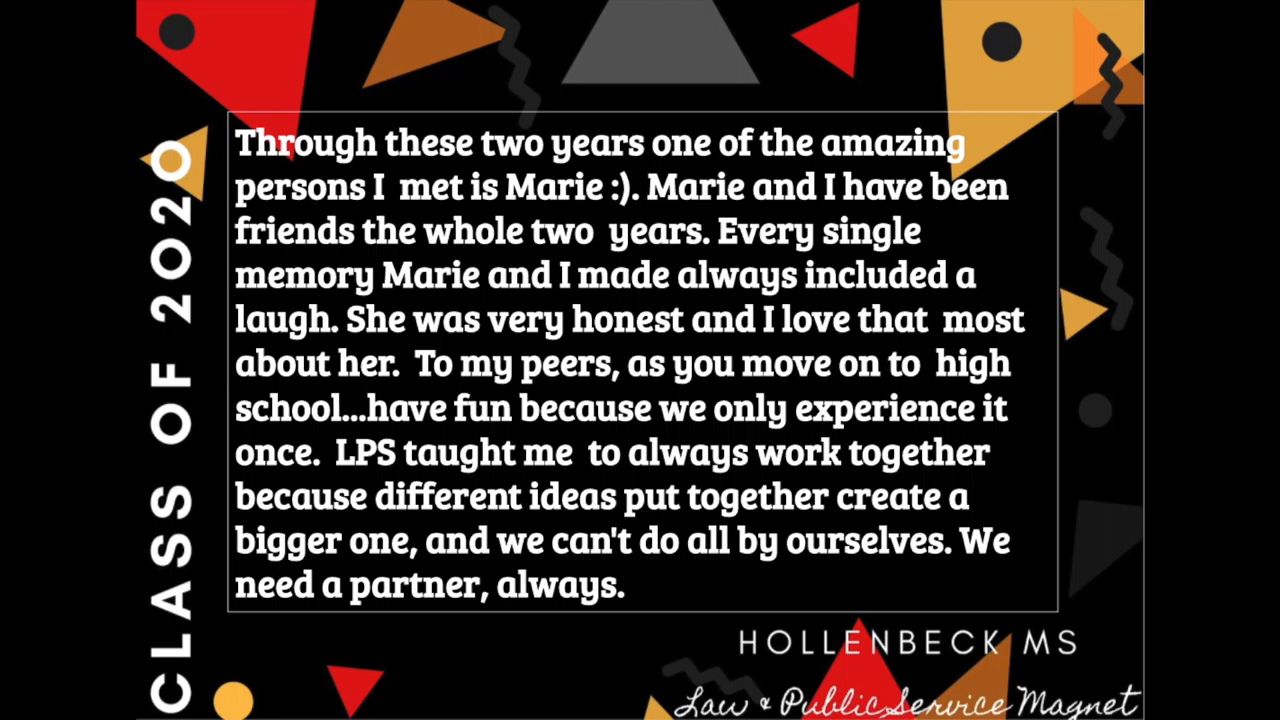 CLASS OF 2020
Through these two years one of the amazing
persons I met is Marie :). Marie and I have been
friends the whole two years. Every single
memory Marie and I made always included a
laugh. She was very honest and I love that most
about her. To my peers, as you move on to high
school...have fun because we only experience it
once. LPS taught me to always work together
because different ideas put together create a
bigger one, and we can't do all by ourselves. We
need a partner, always.
HOLLENBECK MS
Law & Public Service Magnet